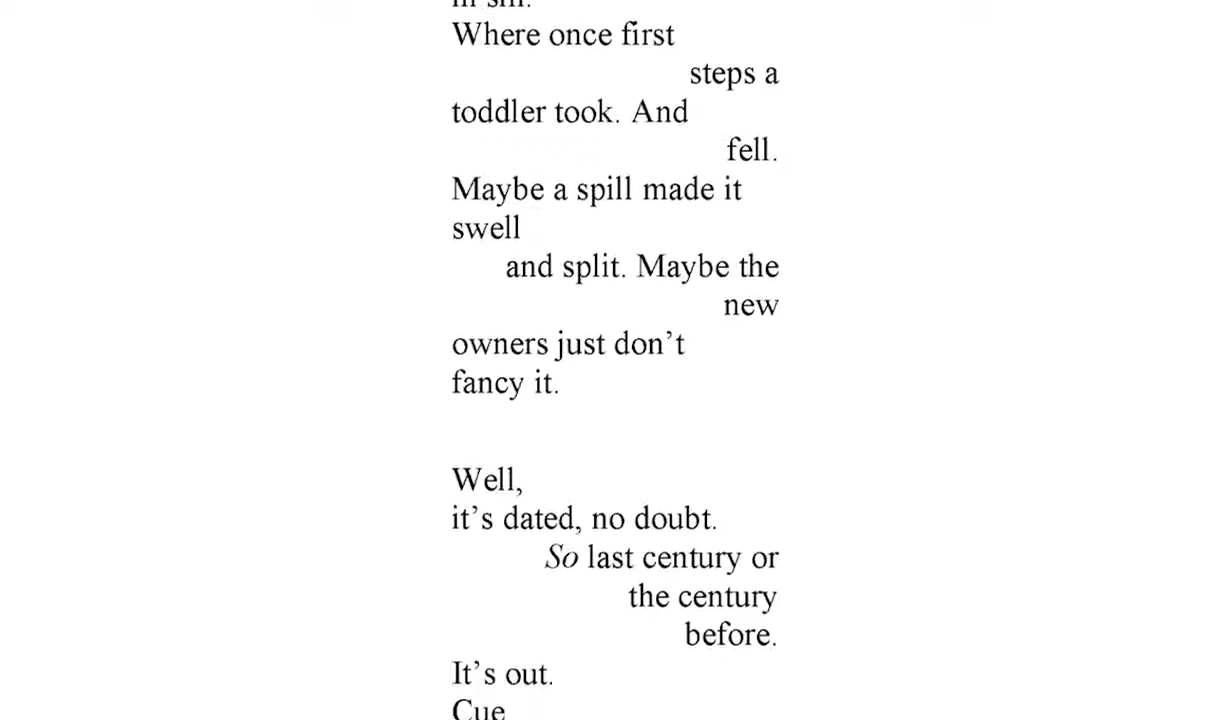 Where once first
steps a
toddler took. And
fell.
Maybe a spill made it
swell
and split. Maybe the
new
owners just don’t
fancy it.
Well,
it’s dated, no doubt.
So last century or
the century
before.
It’s out.
Cue